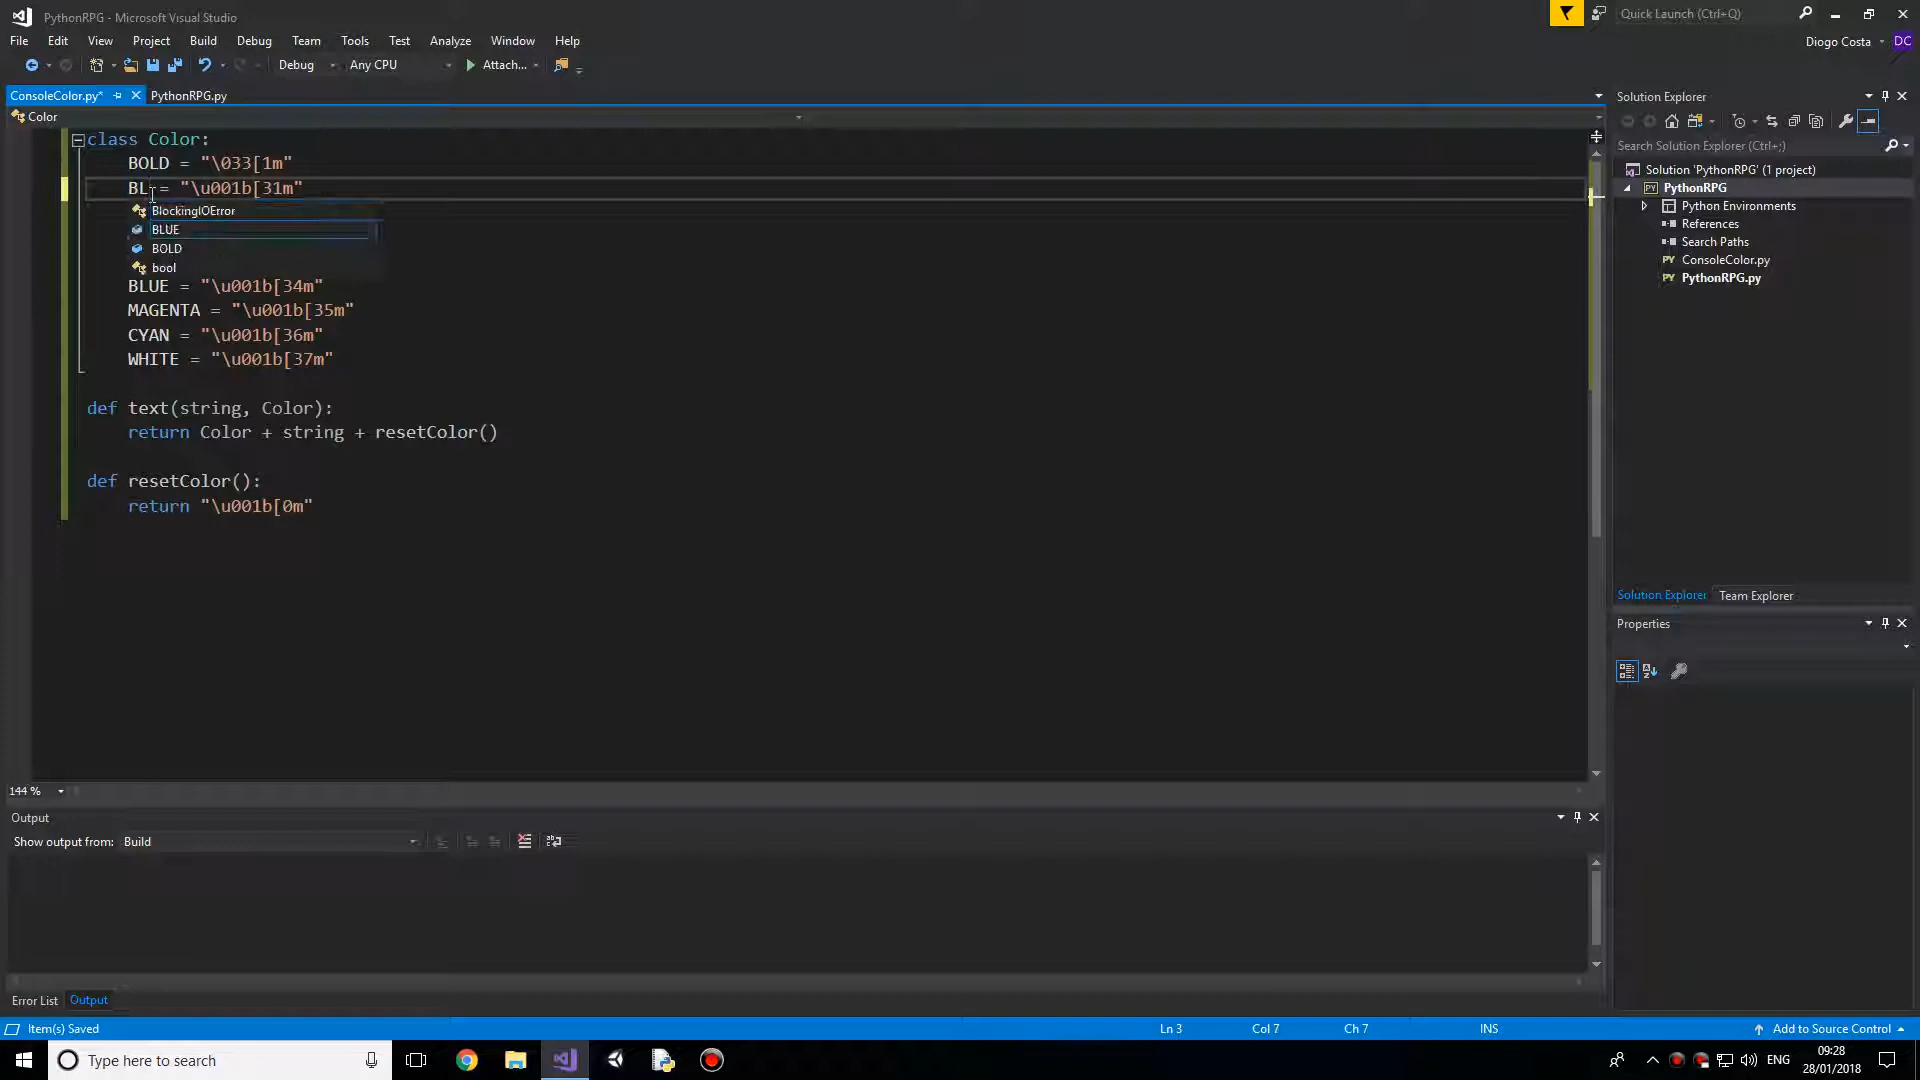 PythonRPG - Microsoft Visual Studio
Quick Launch (Ctrl+Q)
File Edit View Project Build Debug Team Tools Test Analyze Window Help
Diogo Costa DC
Debug Any CPU Attach...
ConsoleColor.py* PythonRPG.py
Color
class Color:
BOLD = "\033[1m"
BL = "\u001b[31m"
BlockingIOError
BLUE
BOLD
bool
BLUE = "\u001b[34m"
MAGENTA = "\u001b[35m"
CYAN = "\u001b[36m"
WHITE = "\u001b[37m"
def text(string, Color):
return Color + string + resetColor()
def resetColor():
return "\u001b[0m"
144 %
Solution Explorer
Search Solution Explorer (Ctrl+;)
Solution 'PythonRPG' (1 project)
PythonRPG
Python Environments
References
Search Paths
ConsoleColor.py
PythonRPG.py
Solution Explorer Team Explorer
Properties
Output
Show output from: Build
Error List Output
Item(s) Saved Ln 3 Col 7 Ch 7 INS Add to Source Control
Type here to search
ENG
09:28
28/01/2018